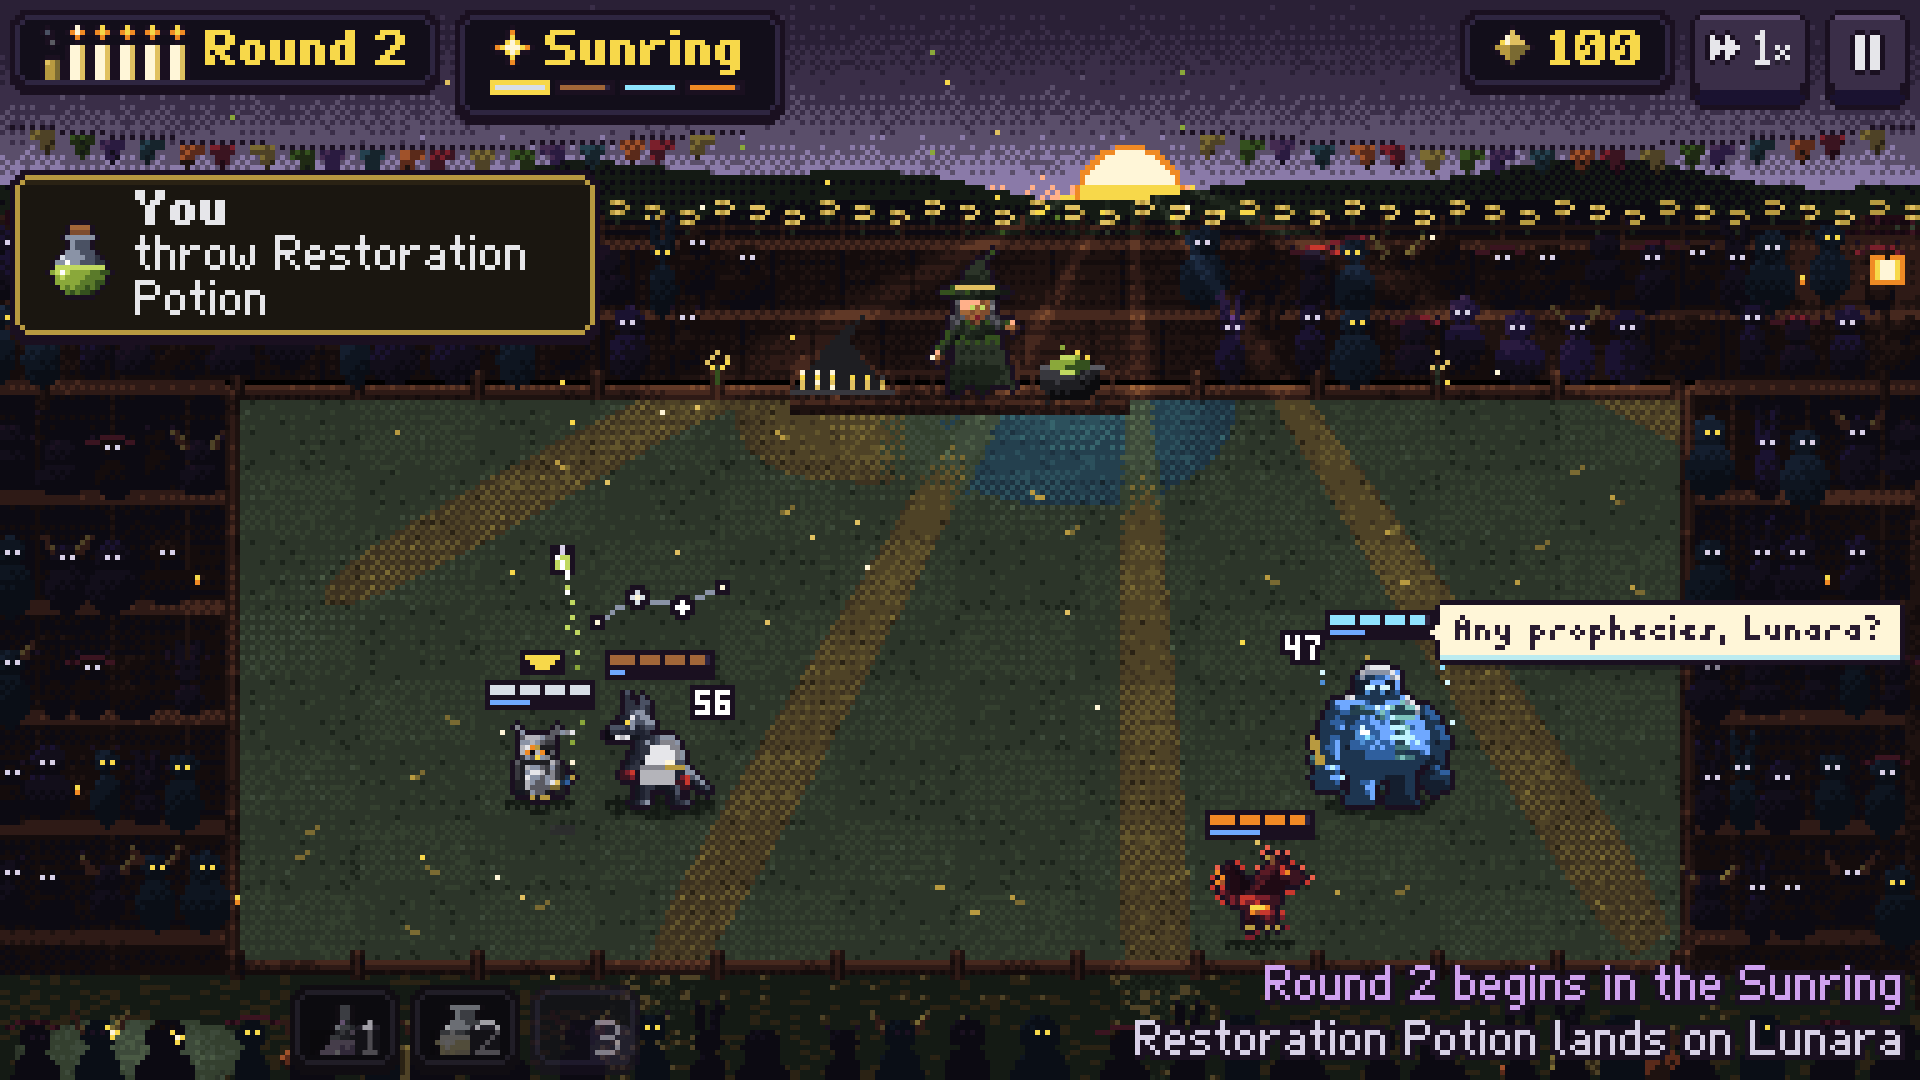 Round 2
Sunring
100
1x
You
throw Restoration
Potion
Any prophecies, Lunara?
47
56
Round 2 begins in the Sunring
Restoration Potion lands on Lunara
1
2
3